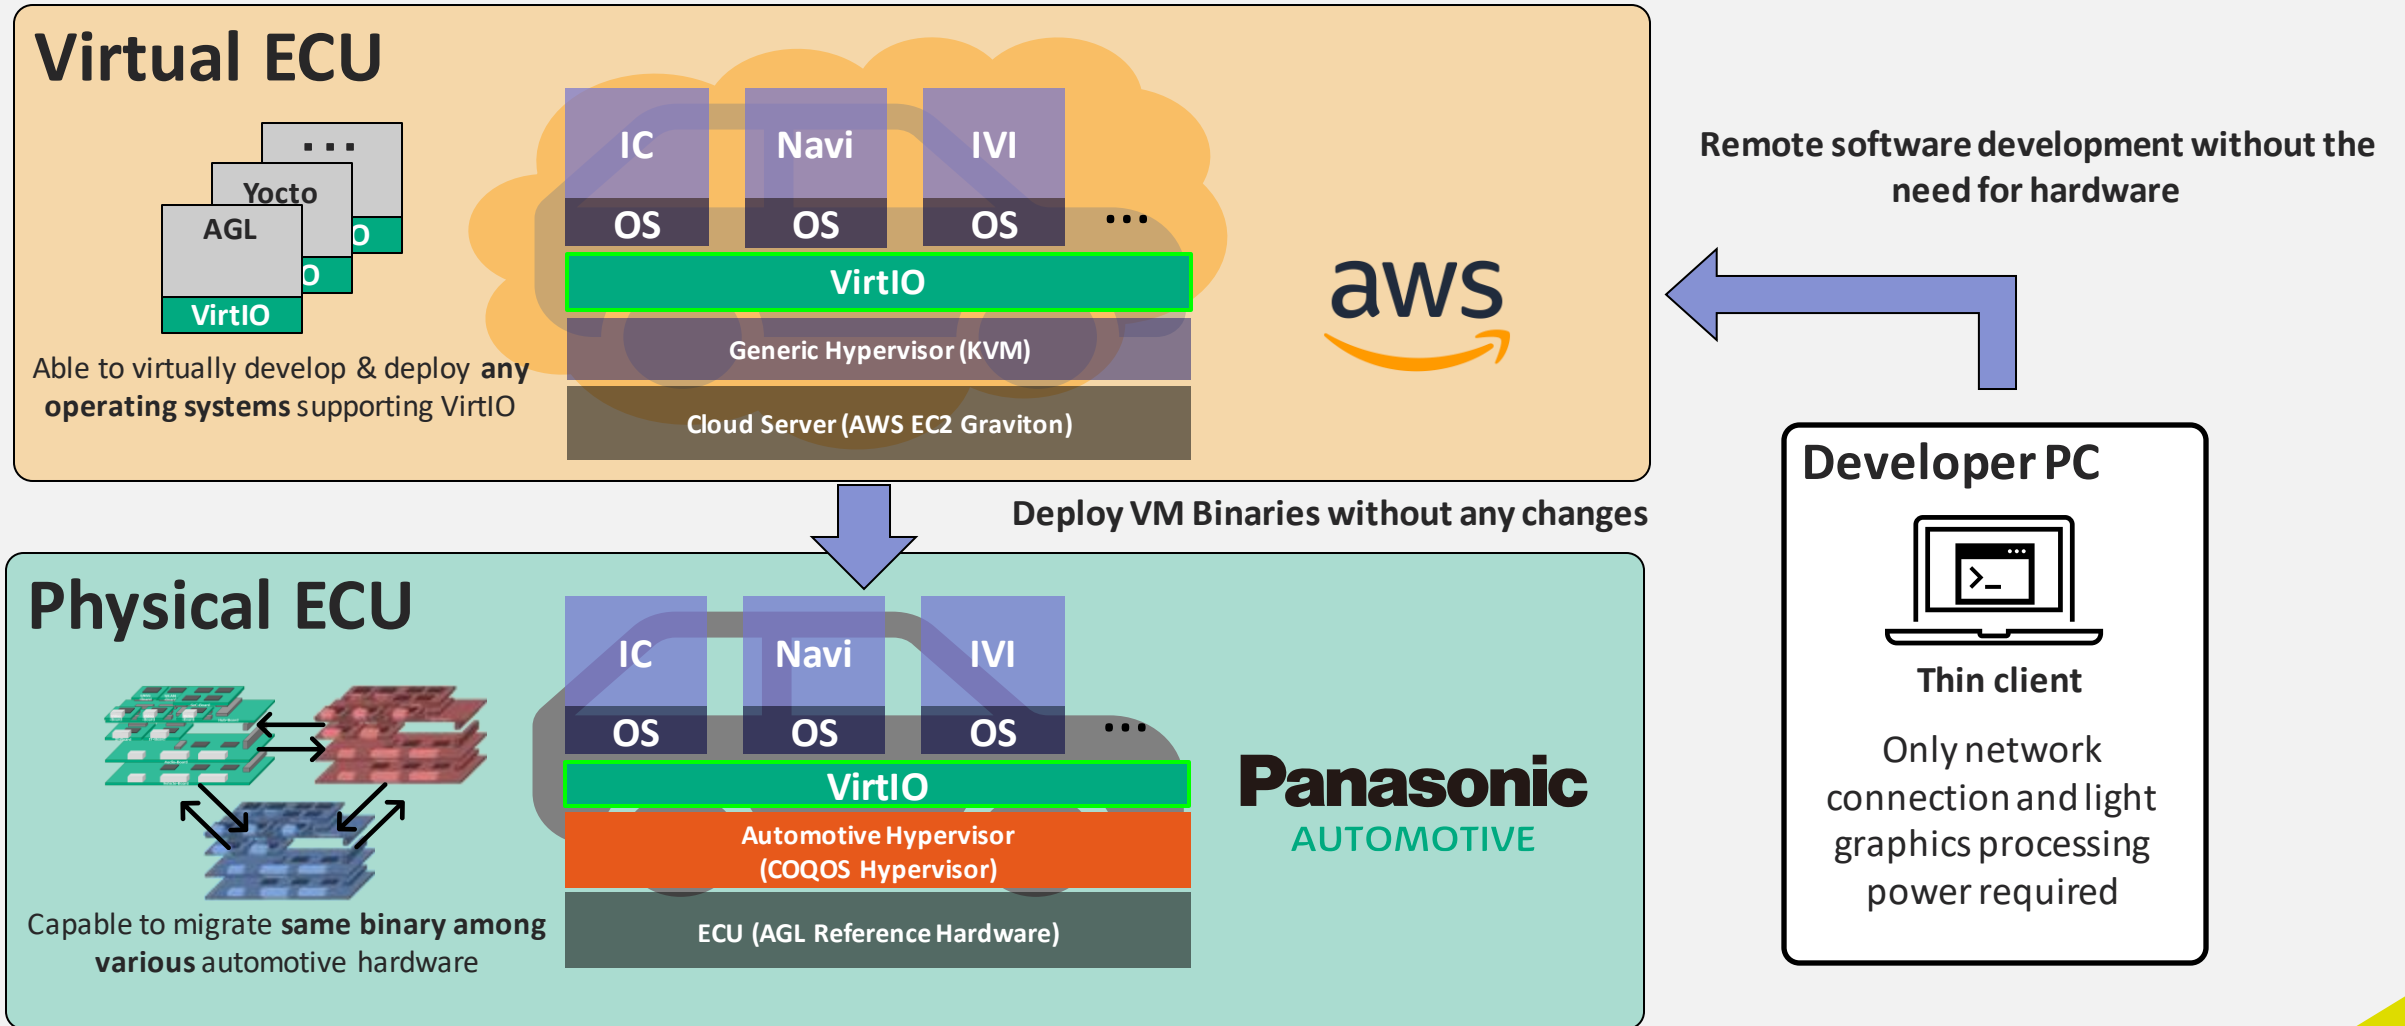 Virtual ECU
...
Yocto
AGL
O
O
VirtIO
Able to virtually develop & deploy any
operating systems supporting VirtIO
IC
Navi
IVI
OS
OS
OS
...
VirtIO
Generic Hypervisor (KVM)
Cloud Server (AWS EC2 Graviton)
aws
Remote software development without the
need for hardware
Deploy VM Binaries without any changes
Physical ECU
Capable to migrate same binary among
various automotive hardware
IC
Navi
IVI
OS
OS
OS
...
VirtIO
Automotive Hypervisor
(COQOS Hypervisor)
ECU (AGL Reference Hardware)
Panasonic
AUTOMOTIVE
Developer PC
Thin client
Only network
connection and light
graphics processing
power required